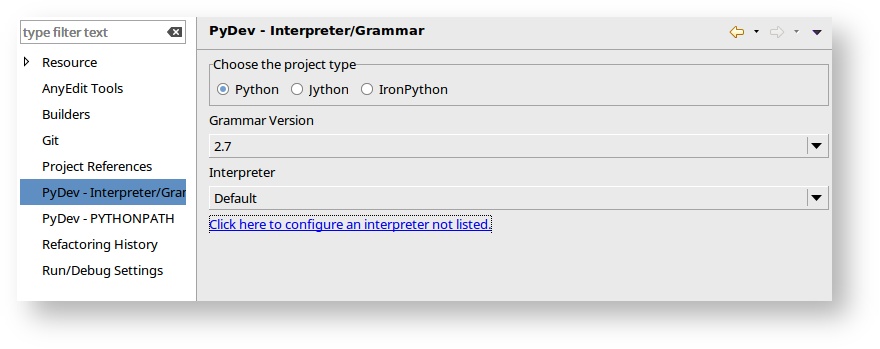 type filter text
Resource
AnyEdit Tools
Builders
Git
Project References
PyDev - Interpreter/Gran
PyDev - PYTHONPATH
Refactoring History
Run/Debug Settings
PyDev - Interpreter/Grammar
Choose the project type
Python Jython IronPython
Grammar Version
2.7
Interpreter
Default
Click here to configure an interpreter not listed.